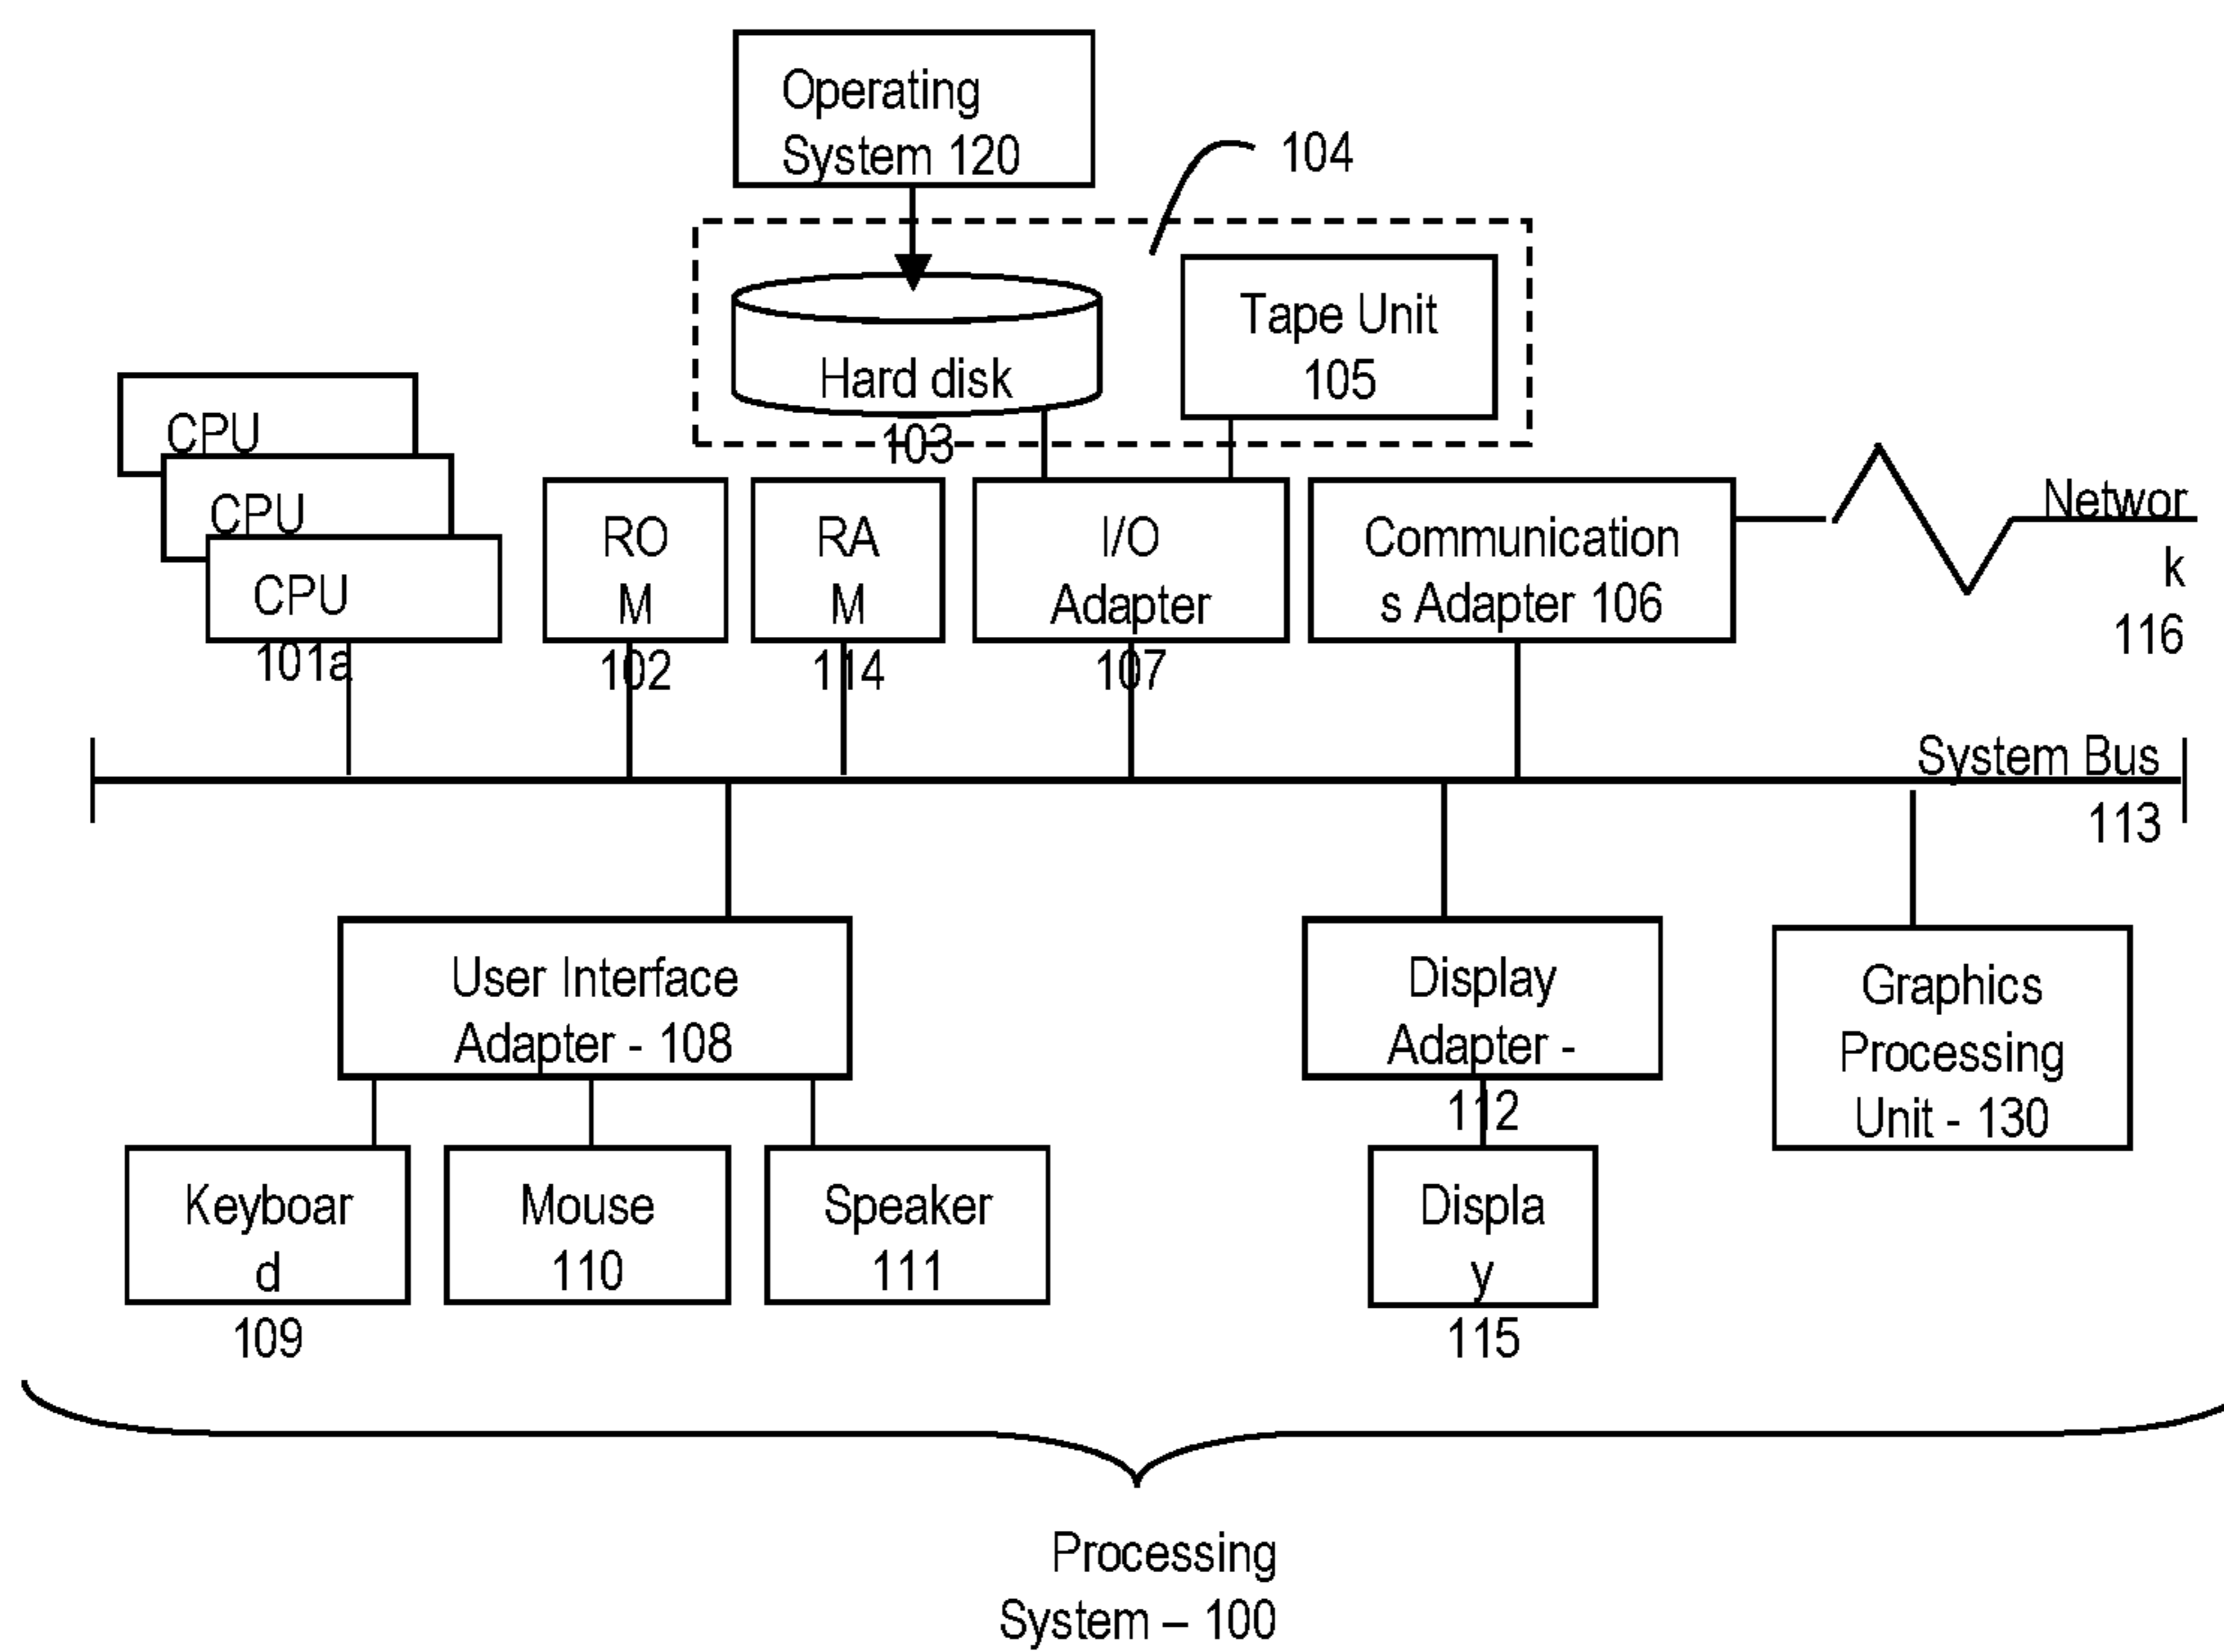 Operating
System 120
104
Tape Unit
105
Hard disk
103
CPU
CPU
CPU
101a
RO
M
102
RA
M
114
I/O
Adapter
107
Communication
s Adapter 106
Networ
k
116
System Bus
113
User Interface
Adapter - 108
Display
Adapter -
112
Graphics
Processing
Unit - 130
Keyboar
d
109
Mouse
110
Speaker
111
Displa
y
115
Processing
System – 100